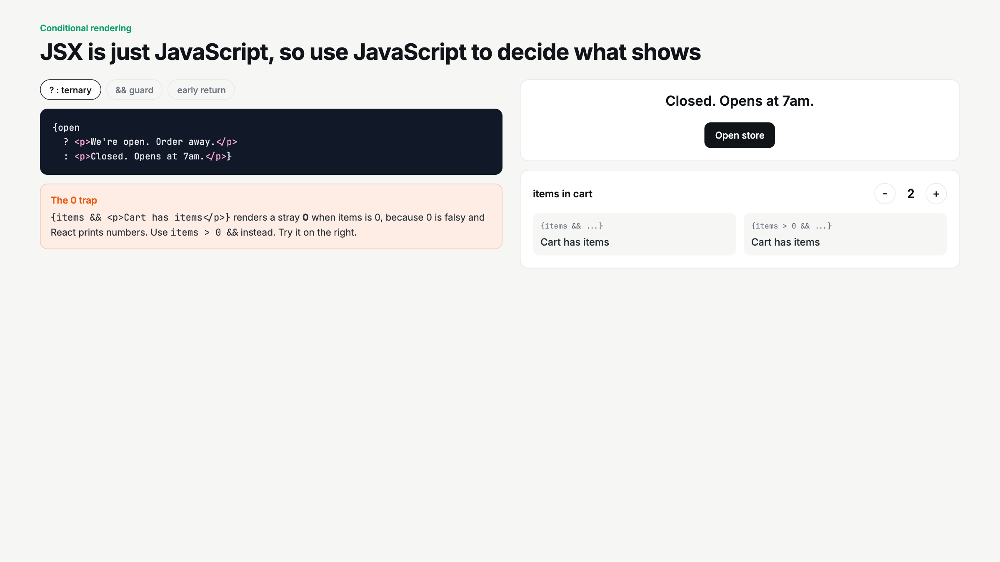 Conditional rendering
JSX is just JavaScript, so use JavaScript to decide what shows
? : ternary
&& guard
early return
{open
  ? <p>We're open. Order away.</p>
  : <p>Closed. Opens at 7am.</p>}
The 0 trap
{items && <p>Cart has items</p>} renders a stray 0 when items is 0, because 0 is falsy and
React prints numbers. Use items > 0 && instead. Try it on the right.
Closed. Opens at 7am.
Open store
items in cart
- 2 +
{items && ...}
Cart has items
{items > 0 && ...}
Cart has items